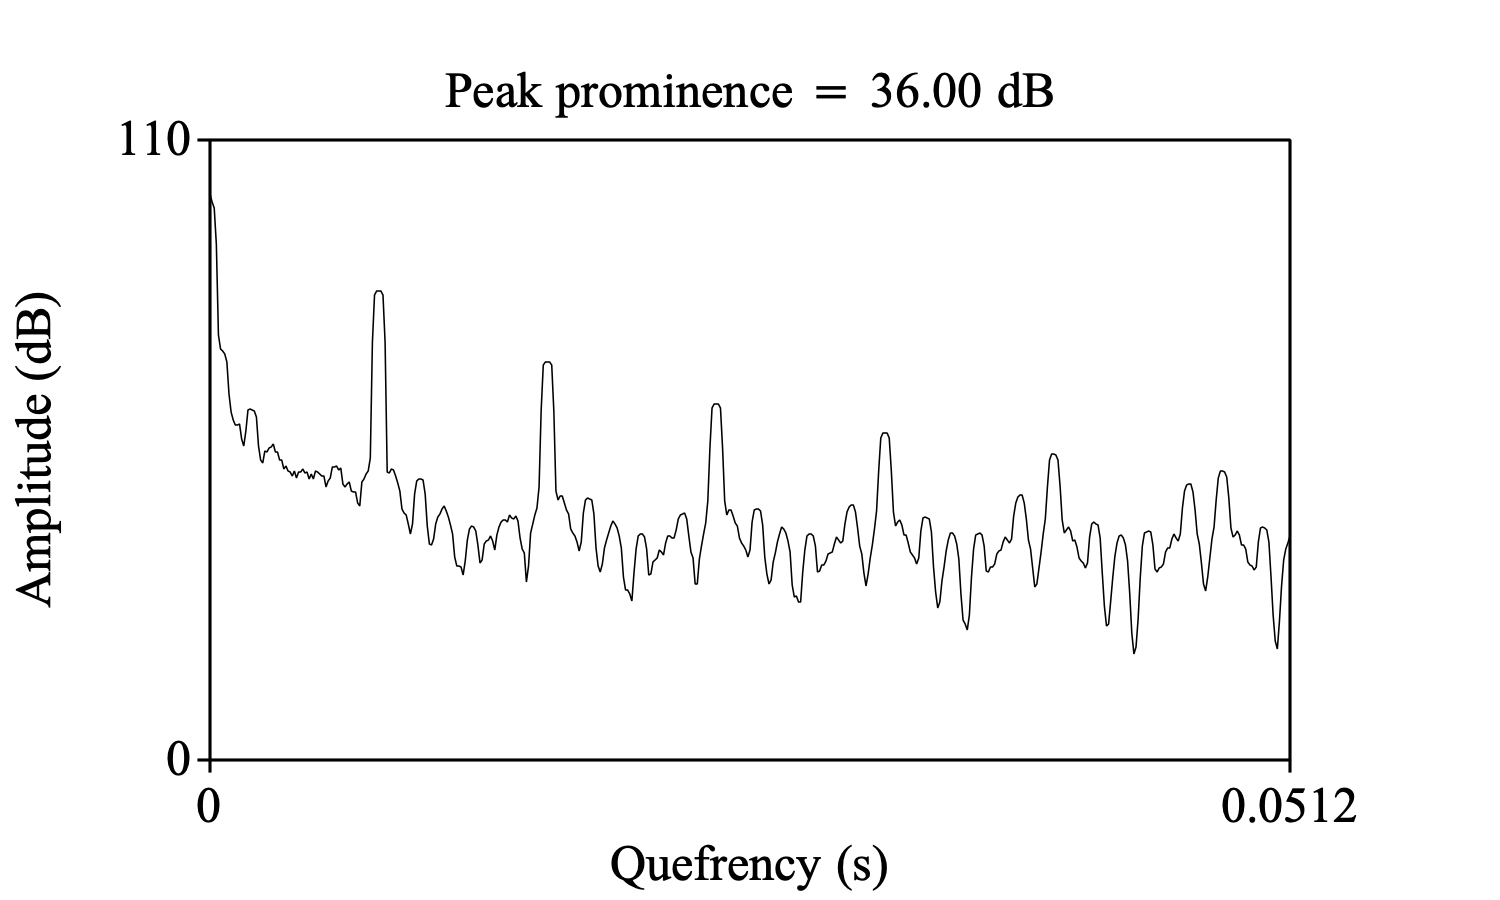 Peak prominence = 36.00 dB
110
Amplitude (dB)
0
0
0.0512
Quefrency (s)